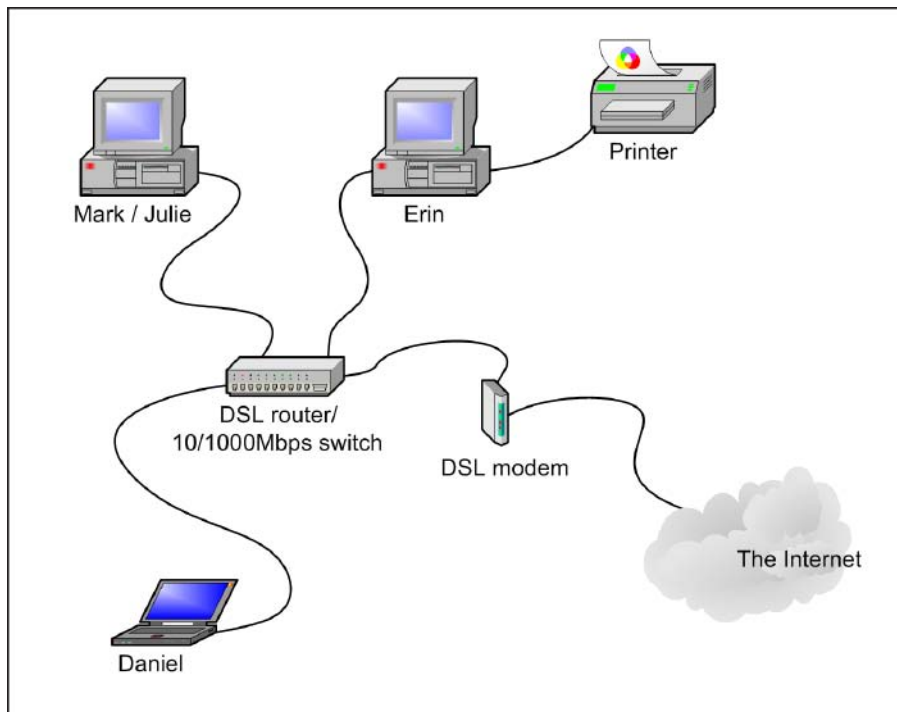 Printer
Mark / Julie
Erin
DSL router/
10/1000Mbps switch
DSL modem
The Internet
Daniel